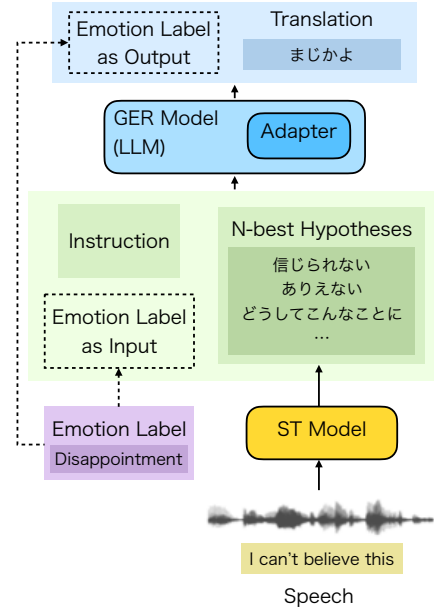 Emotion Label
as Output
Translation
まじかよ
GER Model
(LLM)
Adapter
Instruction
N-best Hypotheses
信じられない
ありえない
どうしてこんなことに
…
Emotion Label
as Input
Emotion Label
Disappointment
ST Model
I can't believe this
Speech